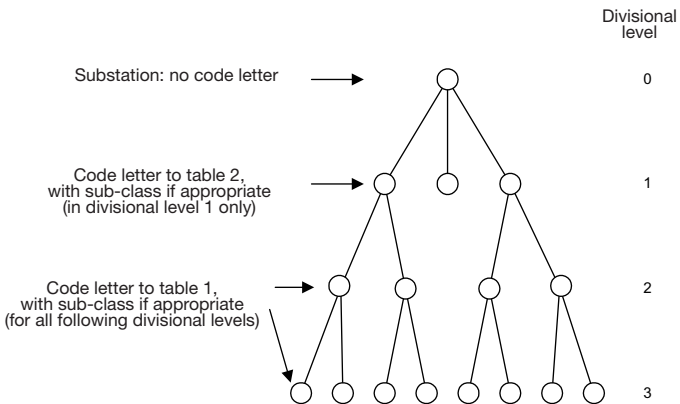 Divisional
level
Substation: no code letter
0
Code letter to table 2,
with sub-class if appropriate
(in divisional level 1 only)
1
Code letter to table 1,
with sub-class if appropriate
(for all following divisional levels)
2
3